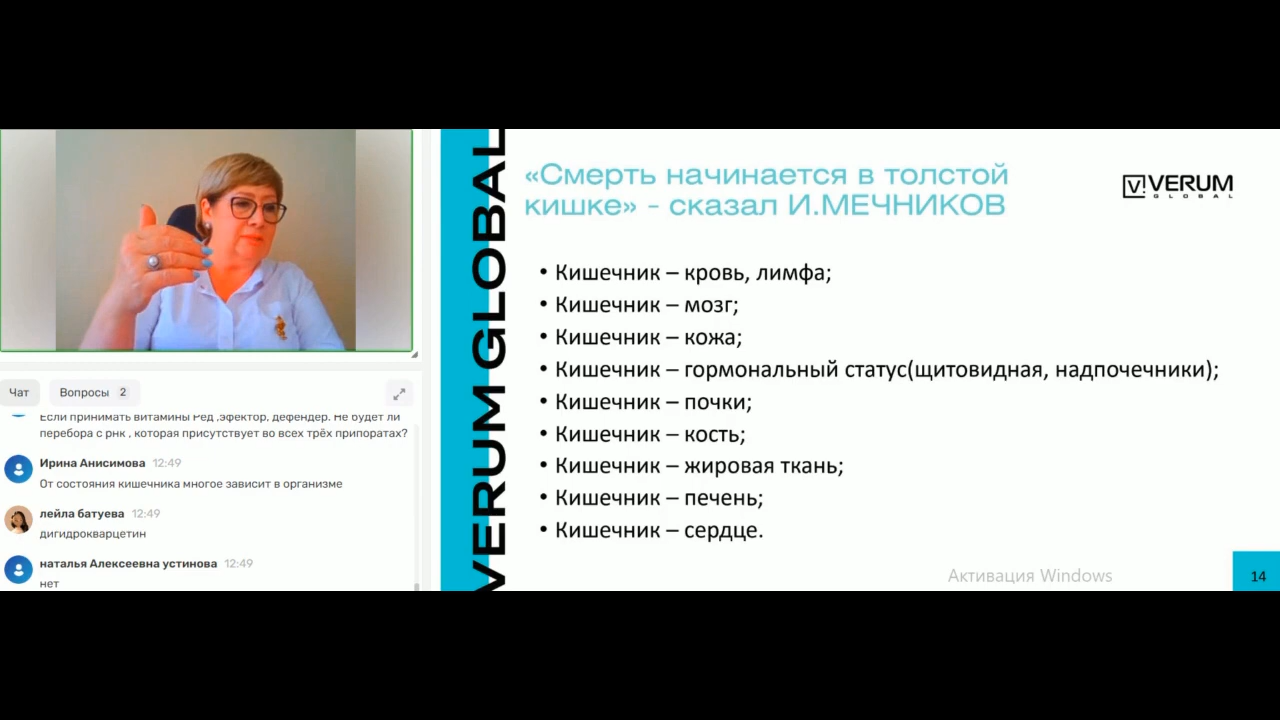 Чат
Вопросы 2
Если принимать витамины Ред ,эфектор, дефендер. Не будет ли
перебора с рнк , которая присутствует во всех трёх припоратах?
Ирина Анисимова 12:49
От состояния кишечника многое зависит в организме
лейла батуева 12:49
дигидрокварцетин
наталья Алексеевна устинова 12:49
нет
VERUM GLOBAL
«Смерть начинается в толстой
кишке» - сказал И.МЕЧНИКОВ
VERUM
GLOBAL
• Кишечник – кровь, лимфа;
• Кишечник – мозг;
• Кишечник – кожа;
• Кишечник – гормональный статус(щитовидная, надпочечники);
• Кишечник – почки;
• Кишечник – кость;
• Кишечник – жировая ткань;
• Кишечник – печень;
• Кишечник – сердце.
Активация Windows
14